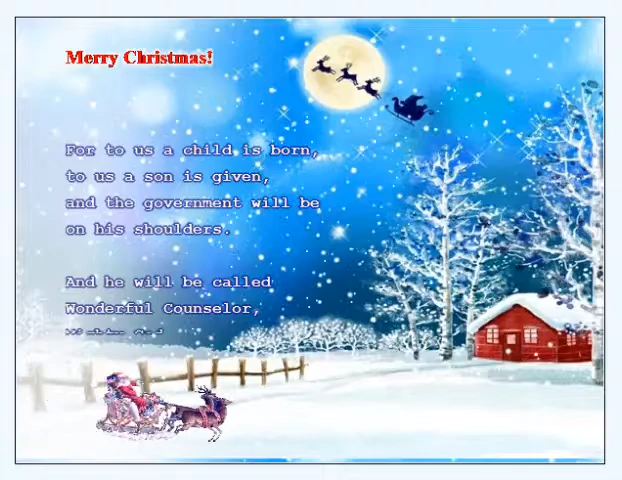 Merry Christmas!
For to us a child is born,
to us a son is given,
and the government will be
on his shoulders.
And he will be called
Wonderful Counselor,